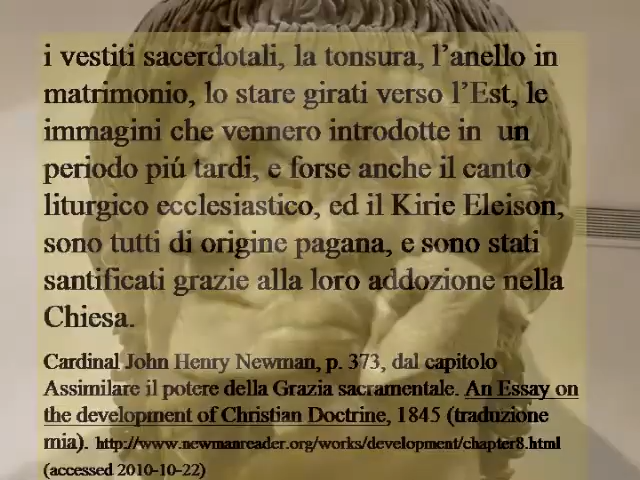 i vestiti sacerdotali, la tonsura, l'anello in
matrimonio, lo stare girati verso l'Est, le
immagini che vennero introdotte in un
periodo piú tardi, e forse anche il canto
liturgico ecclesiastico, ed il Kirie Eleison,
sono tutti di origine pagana, e sono stati
santificati grazie alla loro addozione nella
Chiesa.
Cardinal John Henry Newman, p. 373, dal capitolo
Assimilare il potere della Grazia sacramentale. An Essay on
the development of Christian Doctrine, 1845 (traduzione
mia). http://www.newmanreader.org/works/development/chapter8.html
(accessed 2010-10-22)